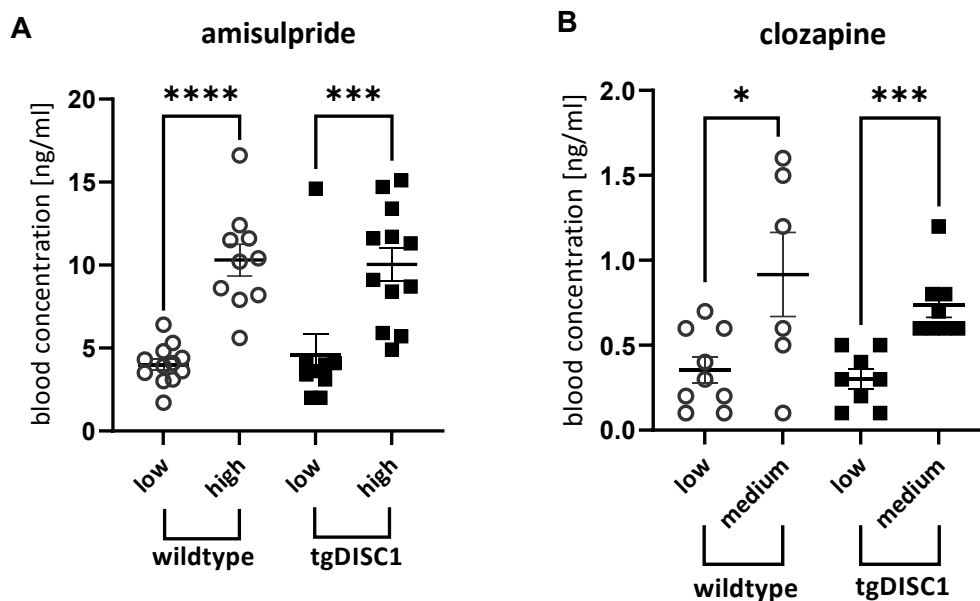 A
amisulpride
blood concentration [ng/ml]
20
15
10
5
0
**** ***
low high low high
wildtype tgDISC1
B
clozapine
blood concentration [ng/ml]
2.0
1.5
1.0
0.5
0.0
* ***
low medium low medium
wildtype tgDISC1